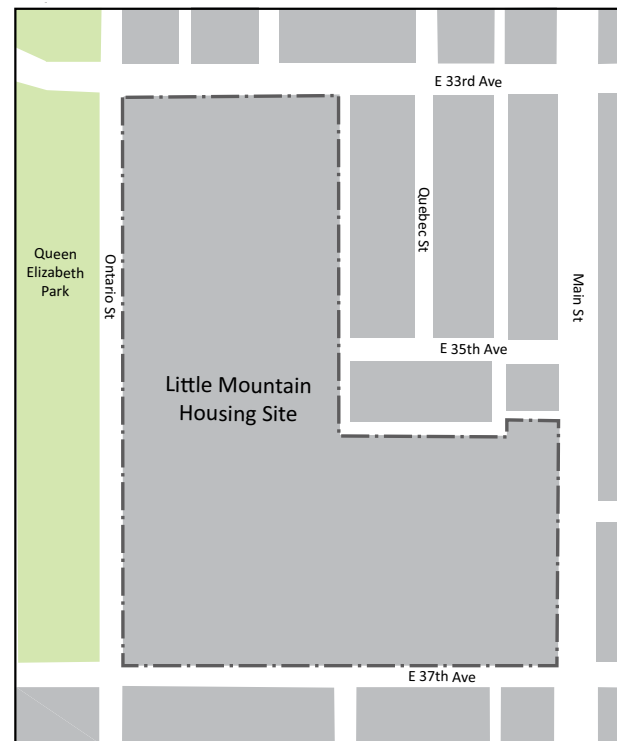 E 33rd Ave
Quebec St
Queen
Elizabeth
Park
Ontario St
Main St
E 35th Ave
Little Mountain
Housing Site
E 37th Ave